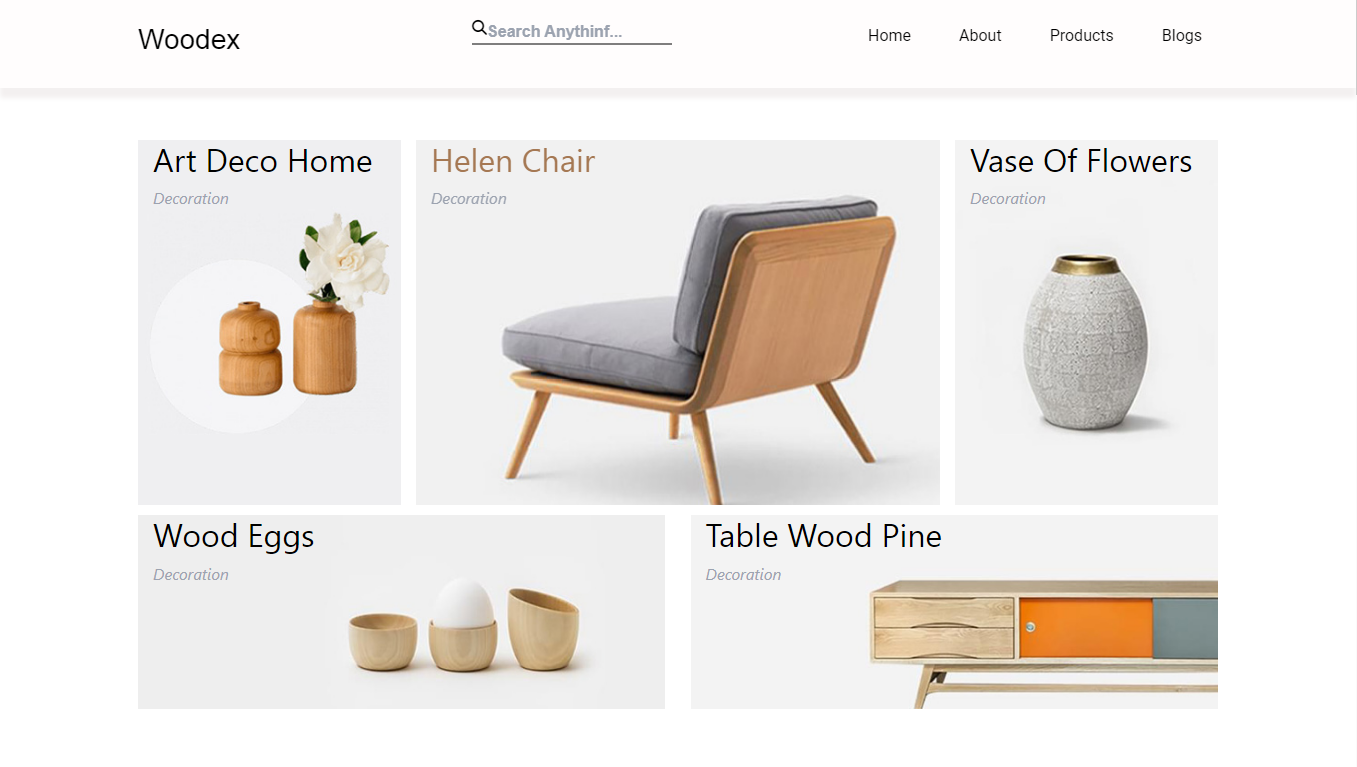 Woodex
Search Anythinf...
Home
About
Products
Blogs
Art Deco Home
Decoration
Helen Chair
Decoration
Vase Of Flowers
Decoration
Wood Eggs
Decoration
Table Wood Pine
Decoration